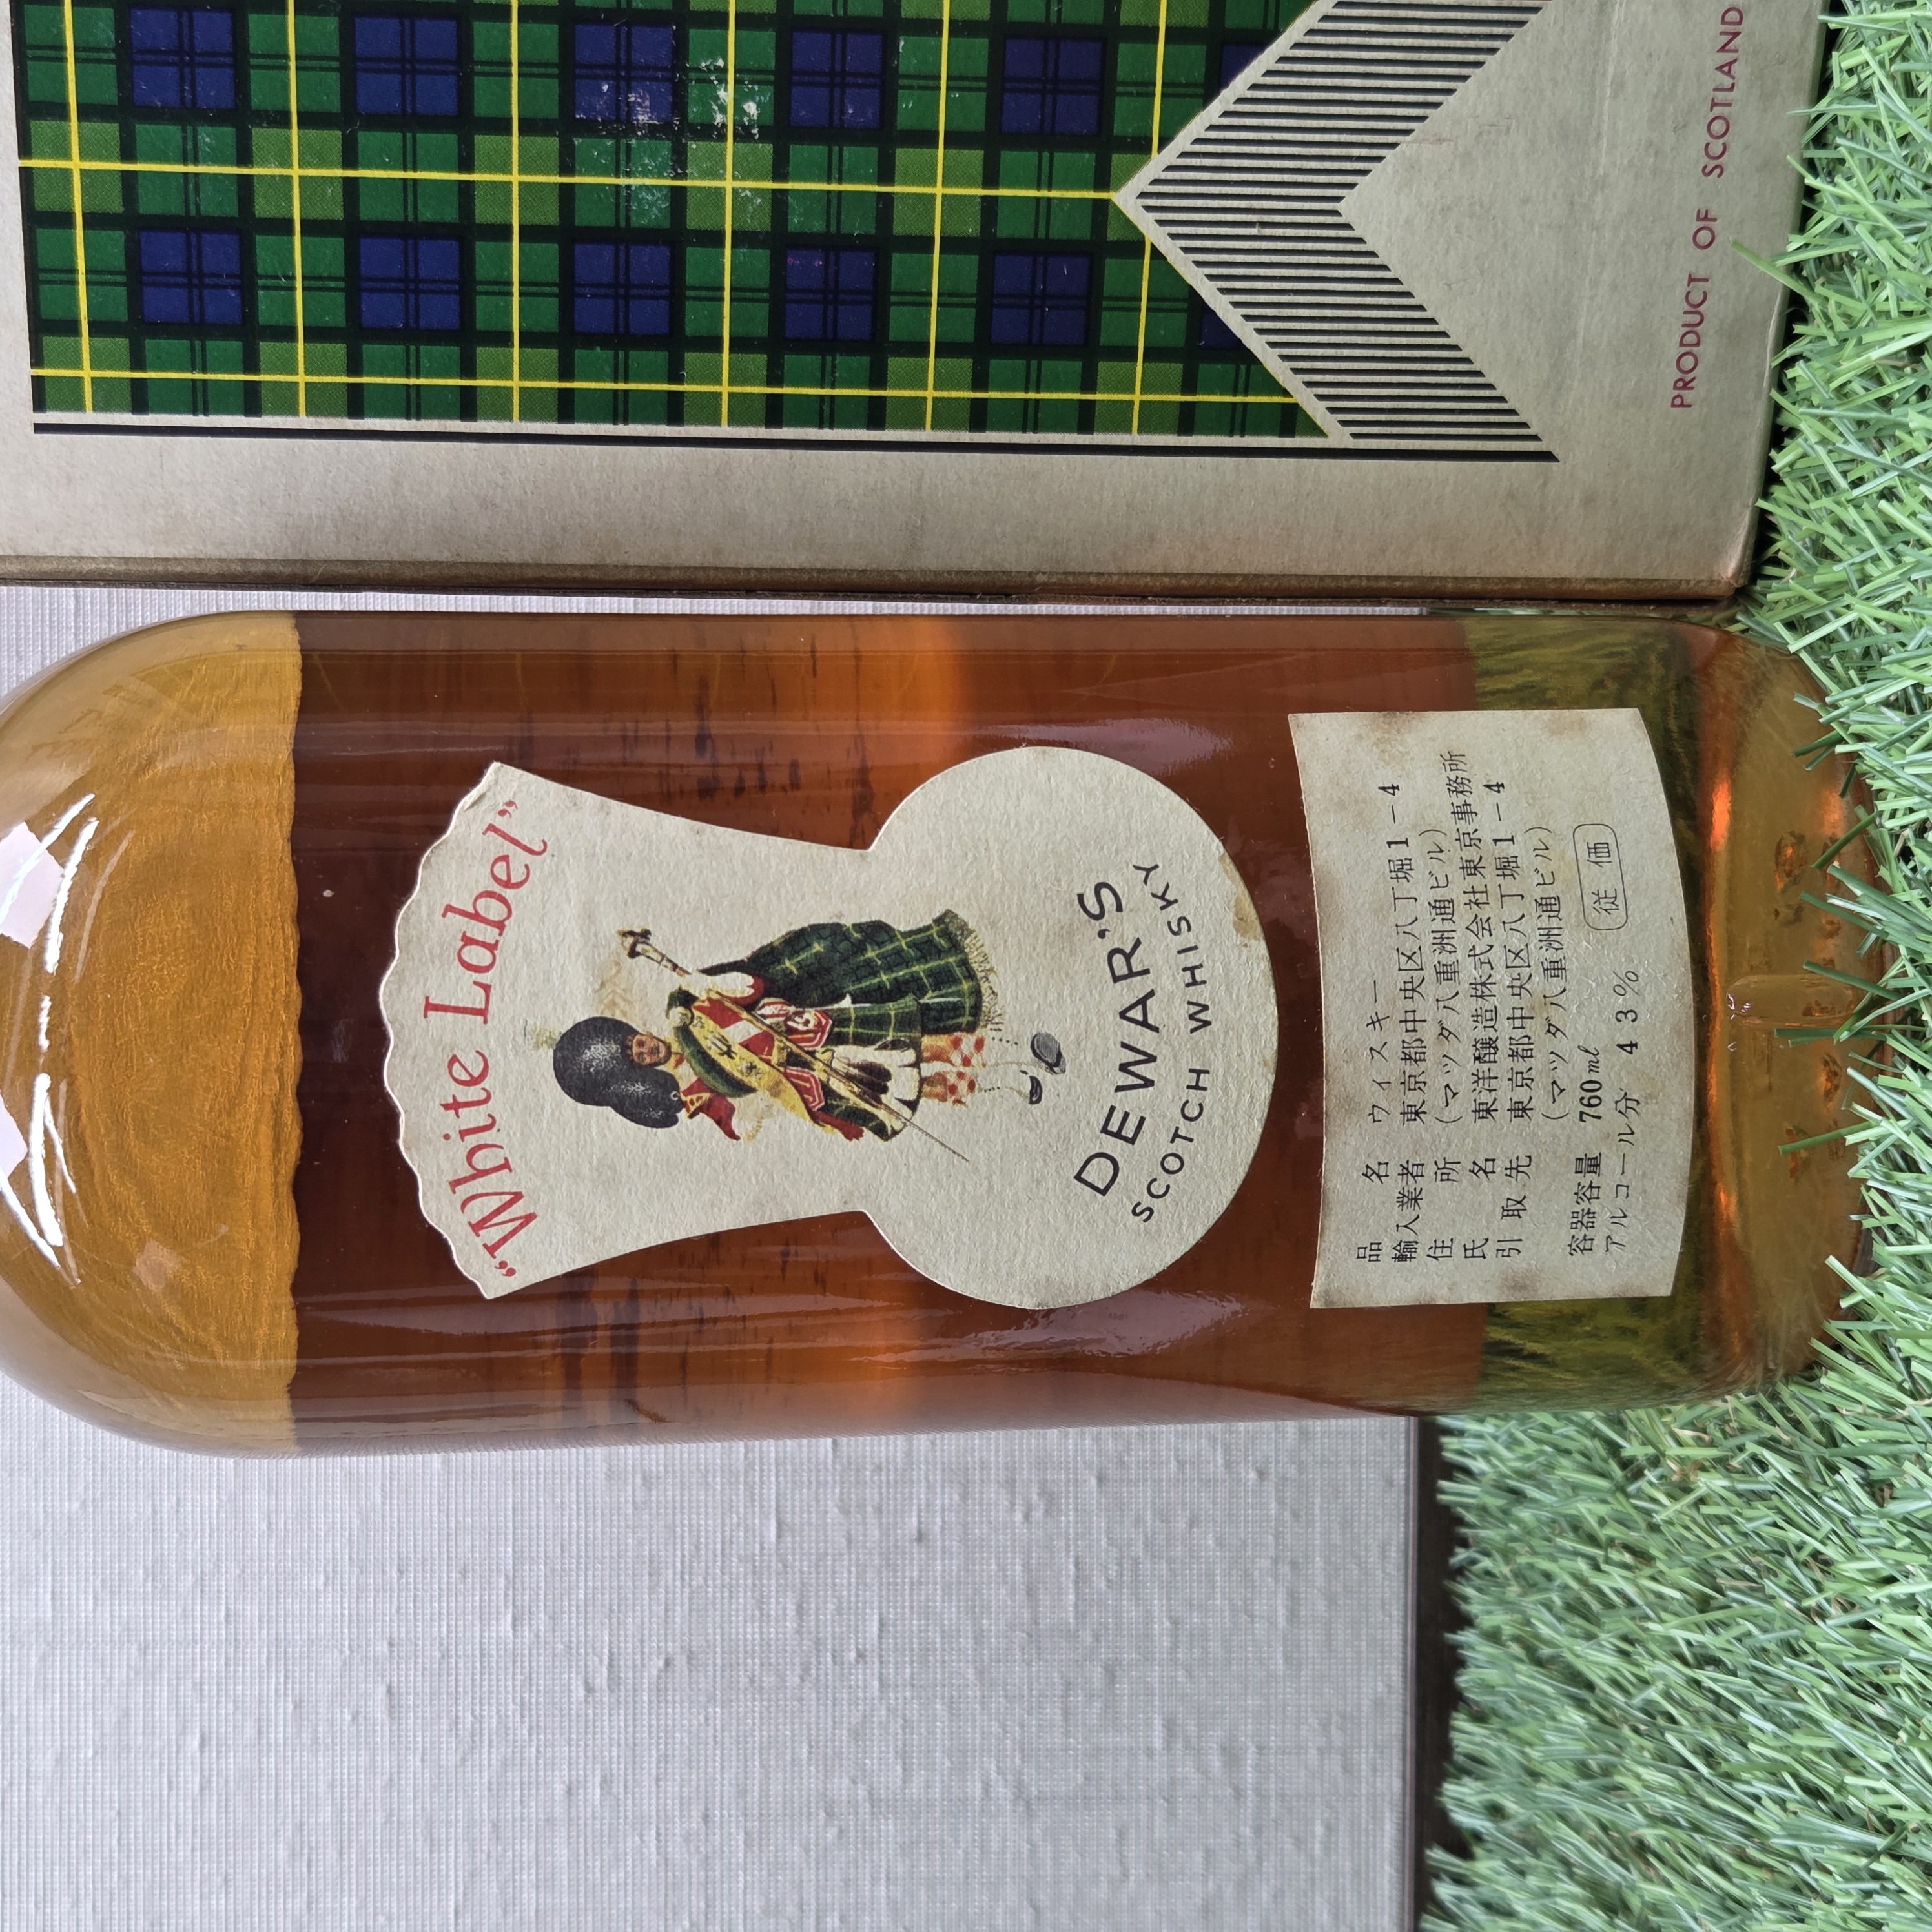 “White Label”
DEWAR'S
SCOTCH WHISKY
品 名 ウィスキー
輸入業者 東京都中央区八丁堀1-4
住 所 (マツダ八重洲通ビル)
氏 名 東洋醸造株式会社東京事務所
引 取 先 東京都中央区八丁堀1-4
(マツダ八重洲通ビル)
容器容量 760ml
アルコール分 43% 従価
PRODUCT OF SCOTLAND